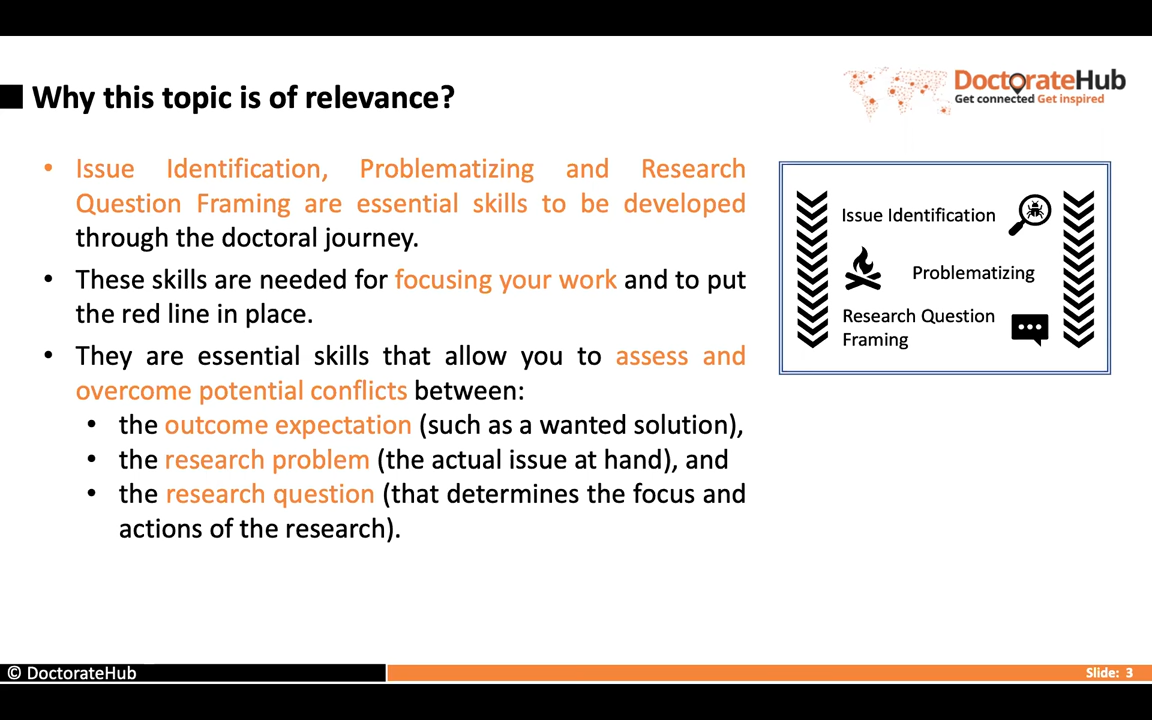 Why this topic is of relevance?
DoctorateHub
Get connected Get inspired
• Issue Identification, Problematizing and Research
Question Framing are essential skills to be developed
through the doctoral journey.
• These skills are needed for focusing your work and to put
the red line in place.
• They are essential skills that allow you to assess and
overcome potential conflicts between:
• the outcome expectation (such as a wanted solution),
• the research problem (the actual issue at hand), and
• the research question (that determines the focus and
actions of the research).
Issue Identification
Problematizing
Research Question
Framing
© DoctorateHub
Slide: 3